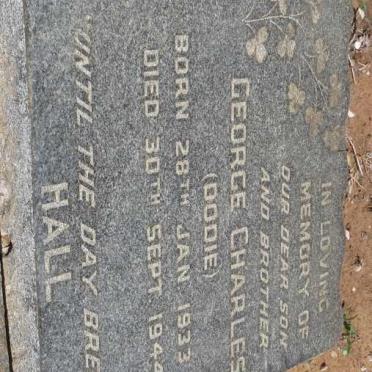 IN LOVING
MEMORY OF
OUR DEAR SON
AND BROTHER
GEORGE CHARLES
(DODIE)
BORN 28TH JAN 1933
DIED 30TH SEPT 1944
"UNTIL THE DAY BRE
HALL